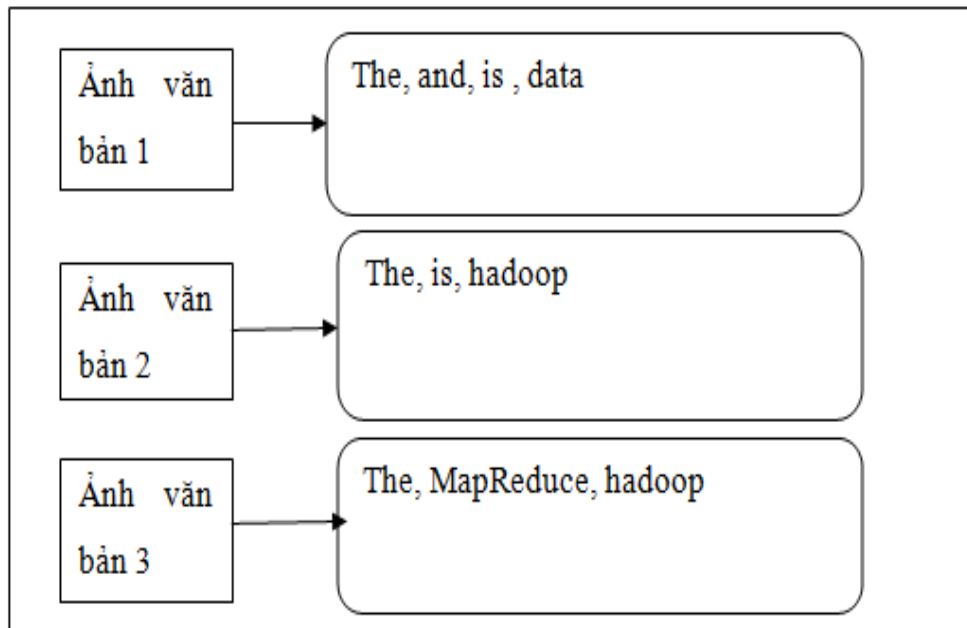 Ảnh văn
bản 1
The, and, is , data
Ảnh văn
bản 2
The, is, hadoop
Ảnh văn
bản 3
The, MapReduce, hadoop